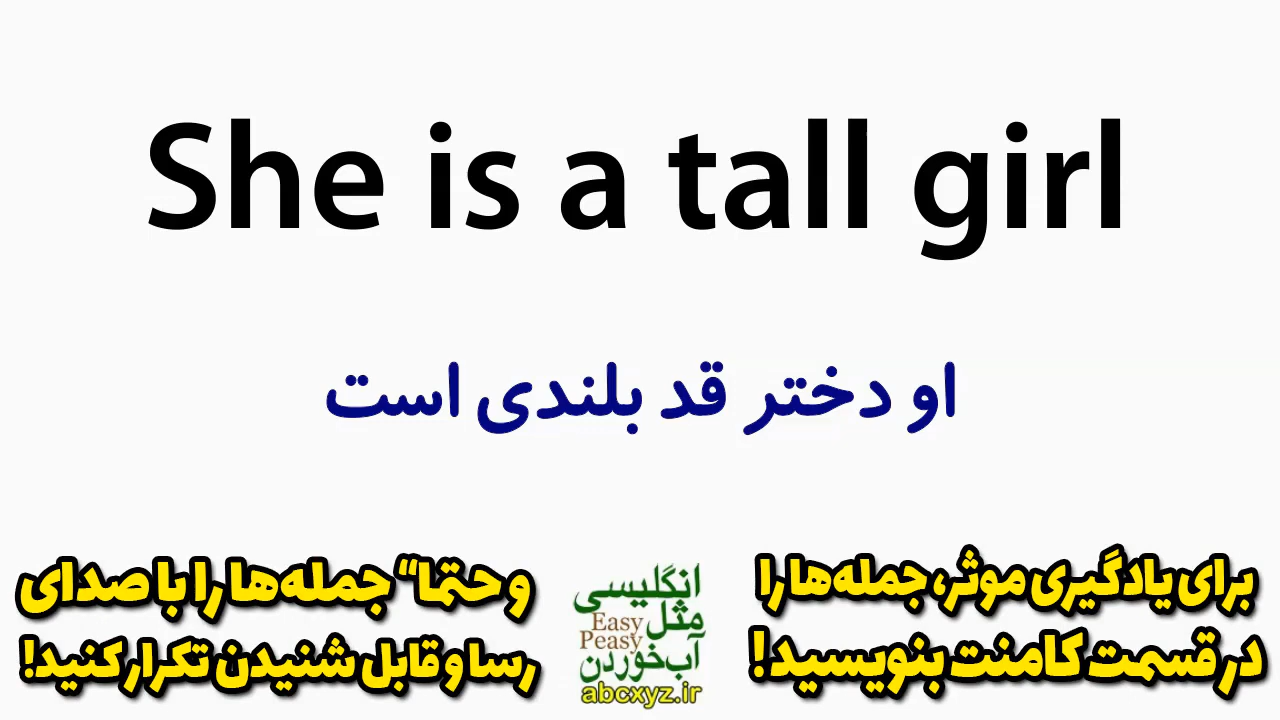 She is a tall girl
او دختر قد بلندی است
برای یادگیری موثر، جمله‌ها را
در قسمت کامنت بنویسید!
و حتما“ جمله‌ها را با صدای
رسا و قابل شنیدن تکرار کنید!
انگلیسی
مثل
Easy
Peasy
آب خوردن
abcxyz.ir